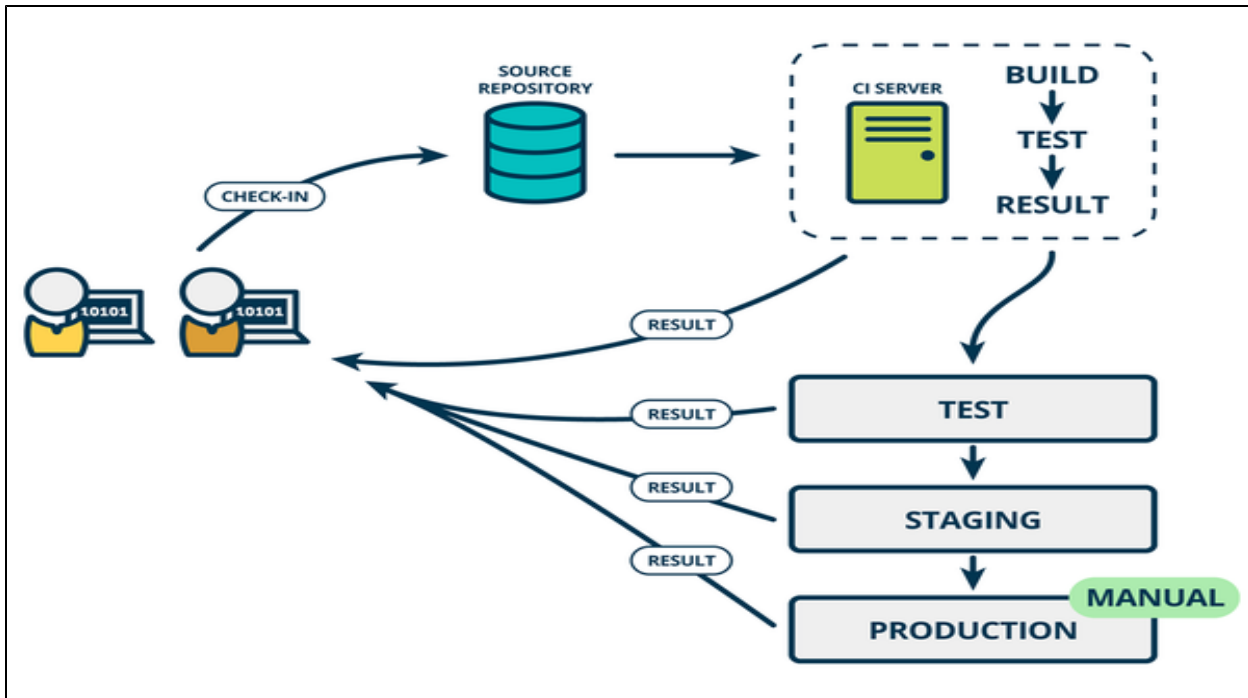 SOURCE
REPOSITORY
CI SERVER
BUILD
TEST
RESULT
CHECK-IN
10101
10101
RESULT
RESULT
TEST
RESULT
STAGING
RESULT
MANUAL
PRODUCTION